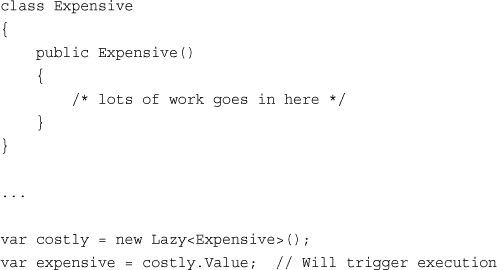 class Expensive
{
    public Expensive()
    {
        /* lots of work goes in here */
    }
}
...
var costly = new Lazy<Expensive>();
var expensive = costly.Value;  // Will trigger execution